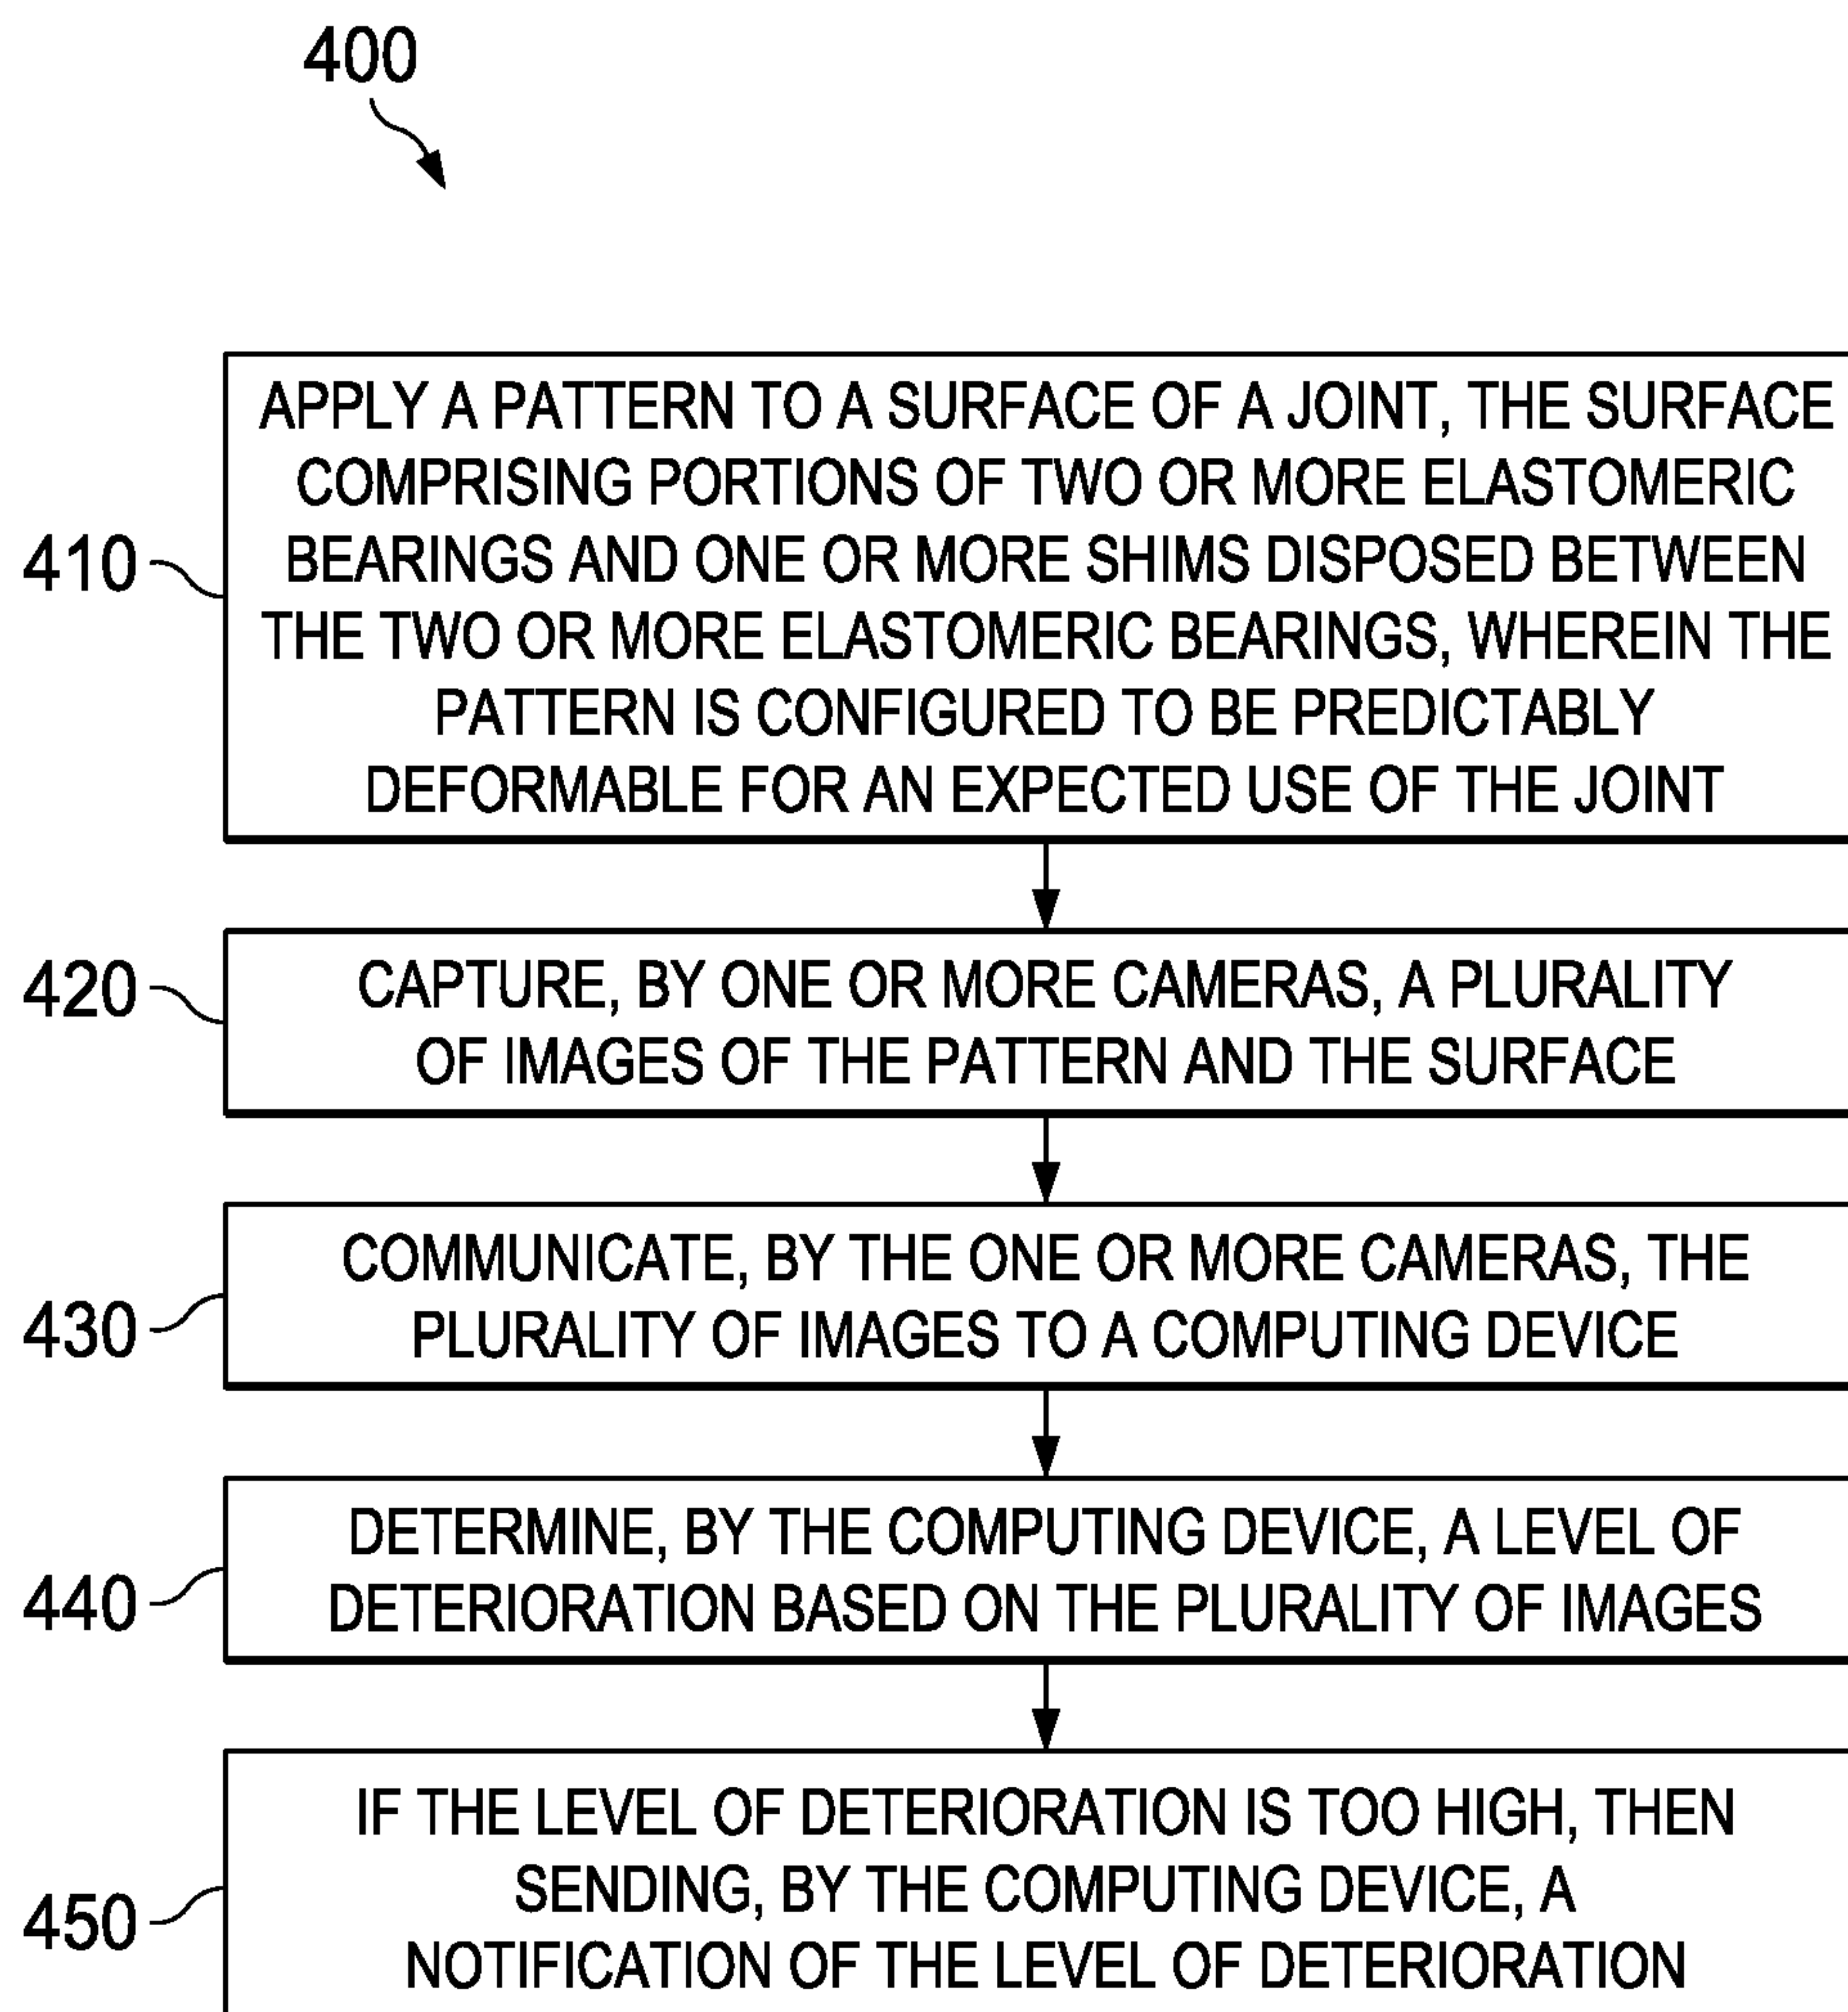 400
410
APPLY A PATTERN TO A SURFACE OF A JOINT, THE SURFACE
COMPRISING PORTIONS OF TWO OR MORE ELASTOMERIC
BEARINGS AND ONE OR MORE SHIMS DISPOSED BETWEEN
THE TWO OR MORE ELASTOMERIC BEARINGS, WHEREIN THE
PATTERN IS CONFIGURED TO BE PREDICTABLY
DEFORMABLE FOR AN EXPECTED USE OF THE JOINT
420
CAPTURE, BY ONE OR MORE CAMERAS, A PLURALITY
OF IMAGES OF THE PATTERN AND THE SURFACE
430
COMMUNICATE, BY THE ONE OR MORE CAMERAS, THE
PLURALITY OF IMAGES TO A COMPUTING DEVICE
440
DETERMINE, BY THE COMPUTING DEVICE, A LEVEL OF
DETERIORATION BASED ON THE PLURALITY OF IMAGES
450
IF THE LEVEL OF DETERIORATION IS TOO HIGH, THEN
SENDING, BY THE COMPUTING DEVICE, A
NOTIFICATION OF THE LEVEL OF DETERIORATION